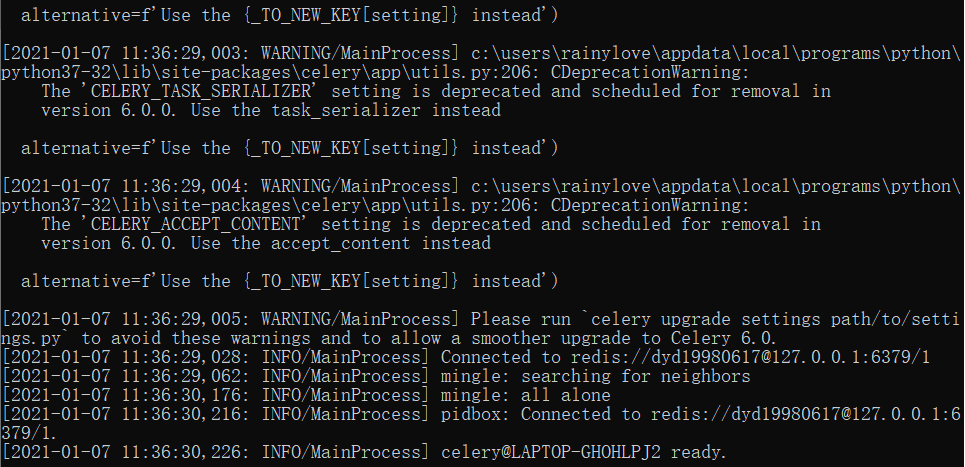 alternative=f'Use the {_TO_NEW_KEY[setting]} instead')
[2021-01-07 11:36:29,003: WARNING/MainProcess] c:\users\rainylove\appdata\local\programs\python\
python37-32\lib\site-packages\celery\app\utils.py:206: CDeprecationWarning:
The 'CELERY_TASK_SERIALIZER' setting is deprecated and scheduled for removal in
version 6.0.0. Use the task_serializer instead
alternative=f'Use the {_TO_NEW_KEY[setting]} instead')
[2021-01-07 11:36:29,004: WARNING/MainProcess] c:\users\rainylove\appdata\local\programs\python\
python37-32\lib\site-packages\celery\app\utils.py:206: CDeprecationWarning:
The 'CELERY_ACCEPT_CONTENT' setting is deprecated and scheduled for removal in
version 6.0.0. Use the accept_content instead
alternative=f'Use the {_TO_NEW_KEY[setting]} instead')
[2021-01-07 11:36:29,005: WARNING/MainProcess] Please run `celery upgrade settings path/to/setti
ngs.py` to avoid these warnings and to allow a smoother upgrade to Celery 6.0.
[2021-01-07 11:36:29,028: INFO/MainProcess] Connected to redis://dyd19980617@127.0.0.1:6379/1
[2021-01-07 11:36:29,062: INFO/MainProcess] mingle: searching for neighbors
[2021-01-07 11:36:30,176: INFO/MainProcess] mingle: all alone
[2021-01-07 11:36:30,216: INFO/MainProcess] pidbox: Connected to redis://dyd19980617@127.0.0.1:6
379/1.
[2021-01-07 11:36:30,226: INFO/MainProcess] celery@LAPTOP-GHOHLPJ2 ready.